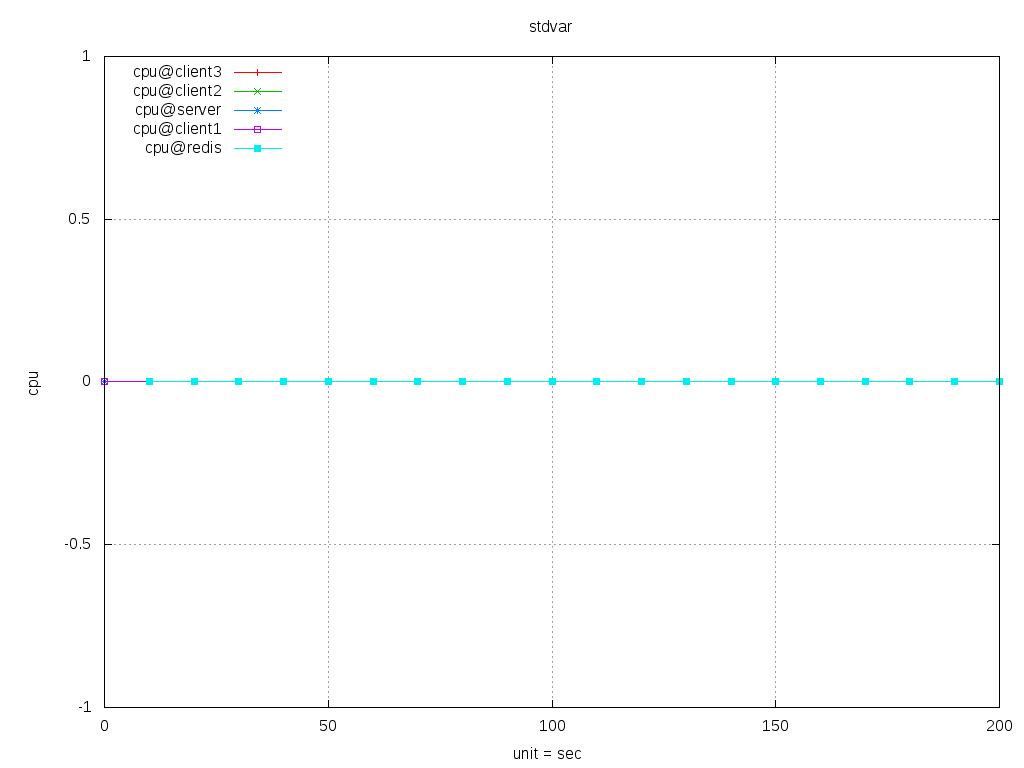 stdvar
1
cpu@client3
cpu@client2
cpu@server
cpu@client1
cpu@redis
0.5
cpu
0
-0.5
-1
0 50 100 150 200
unit = sec